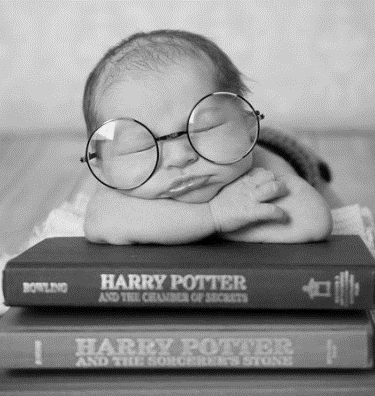 ROWLING
HARRY POTTER
AND THE CHAMBER OF SECRETS
HARRY POTTER
AND THE SORCERER'S STONE